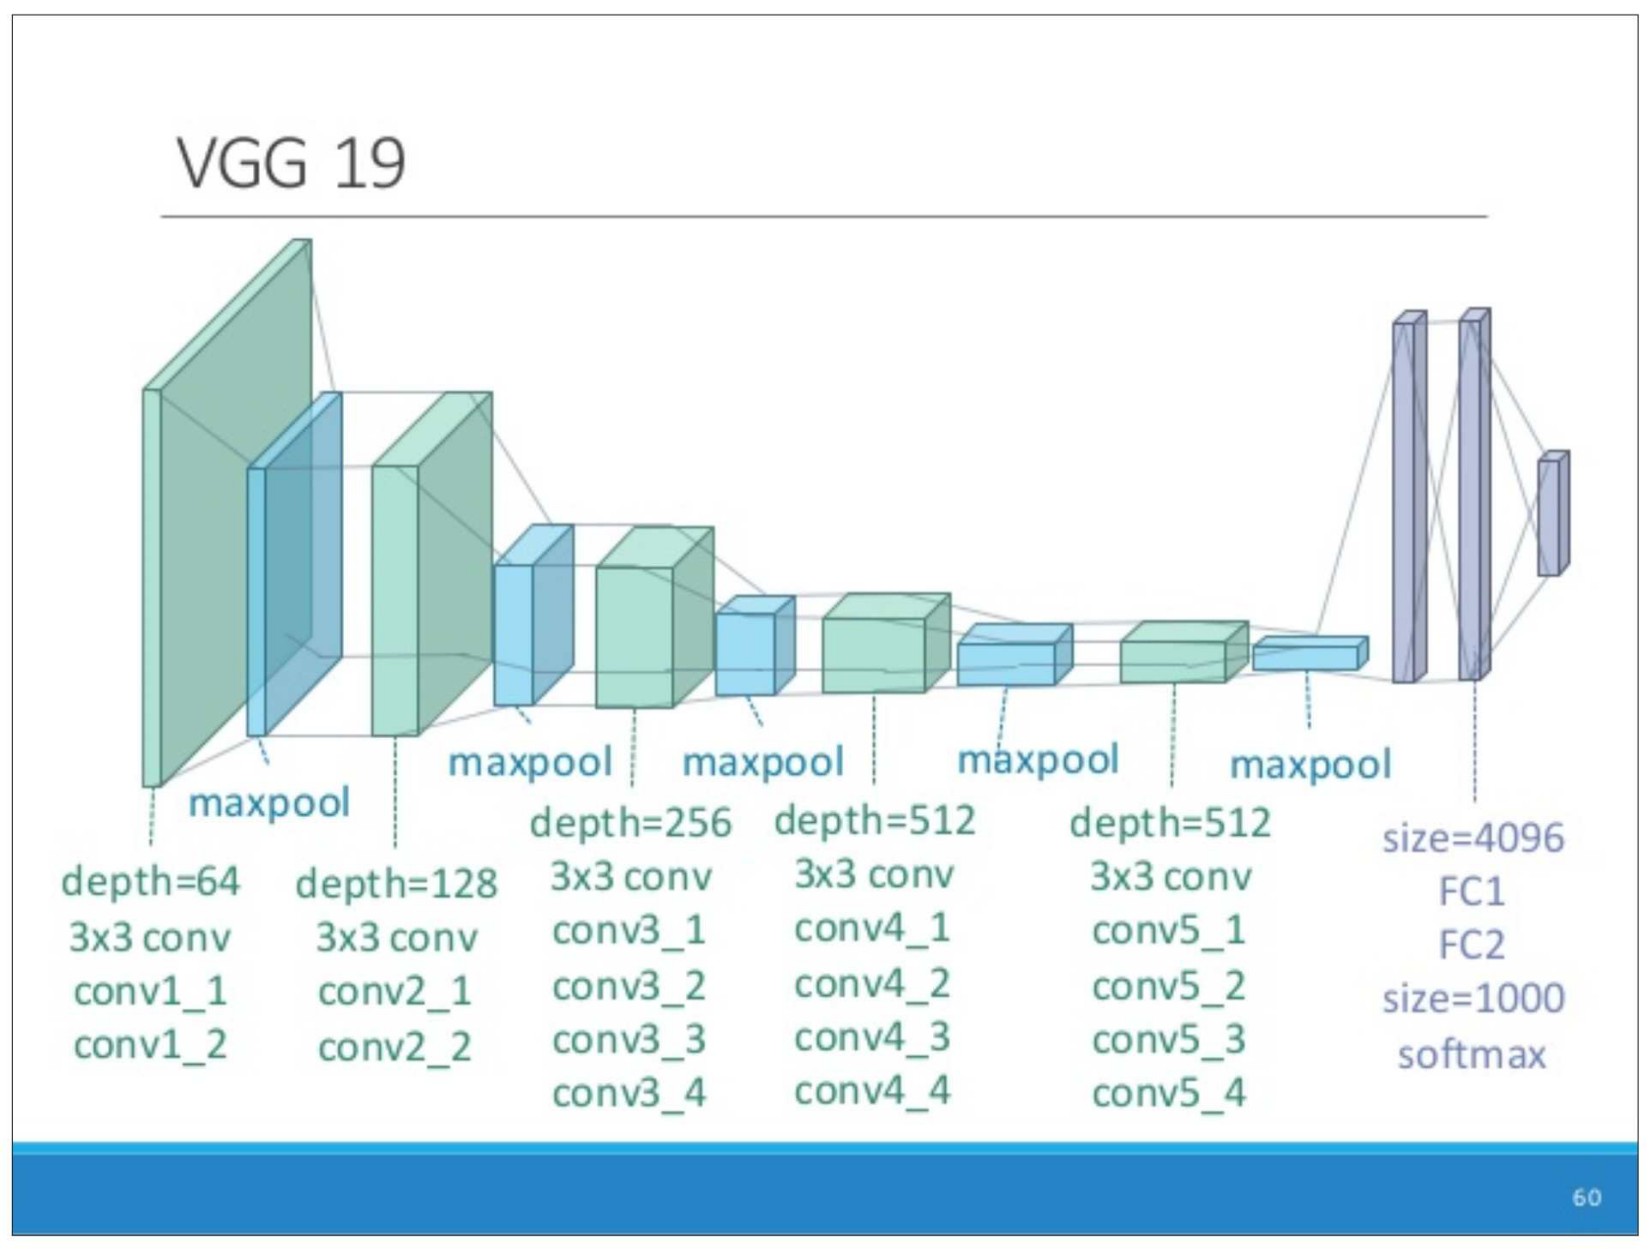 VGG 19
maxpool
maxpool
maxpool
maxpool
maxpool
depth=64
3x3 conv
conv1_1
conv1_2
depth=128
3x3 conv
conv2_1
conv2_2
depth=256
3x3 conv
conv3_1
conv3_2
conv3_3
conv3_4
depth=512
3x3 conv
conv4_1
conv4_2
conv4_3
conv4_4
depth=512
3x3 conv
conv5_1
conv5_2
conv5_3
conv5_4
size=4096
FC1
FC2
size=1000
softmax
60